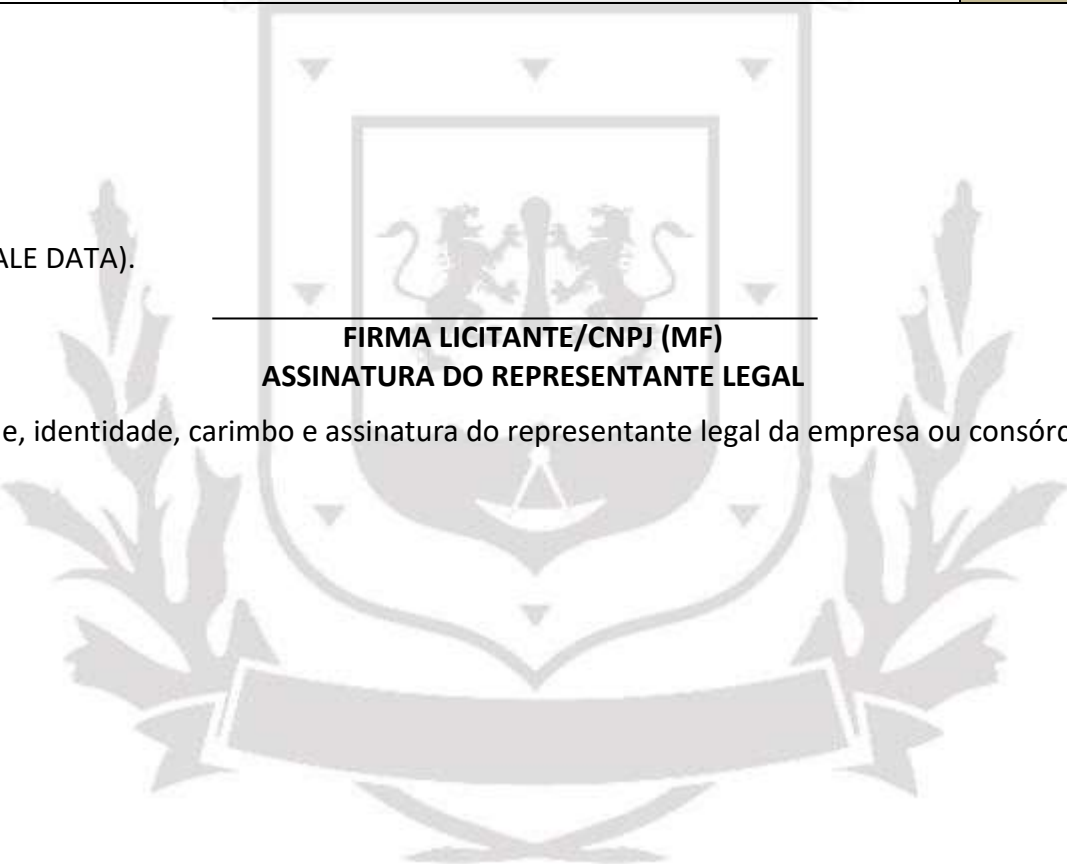 ALE DATA).
FIRMA LICITANTE/CNPJ (MF)
ASSINATURA DO REPRESENTANTE LEGAL
e, identidade, carimbo e assinatura do representante legal da empresa ou consórc